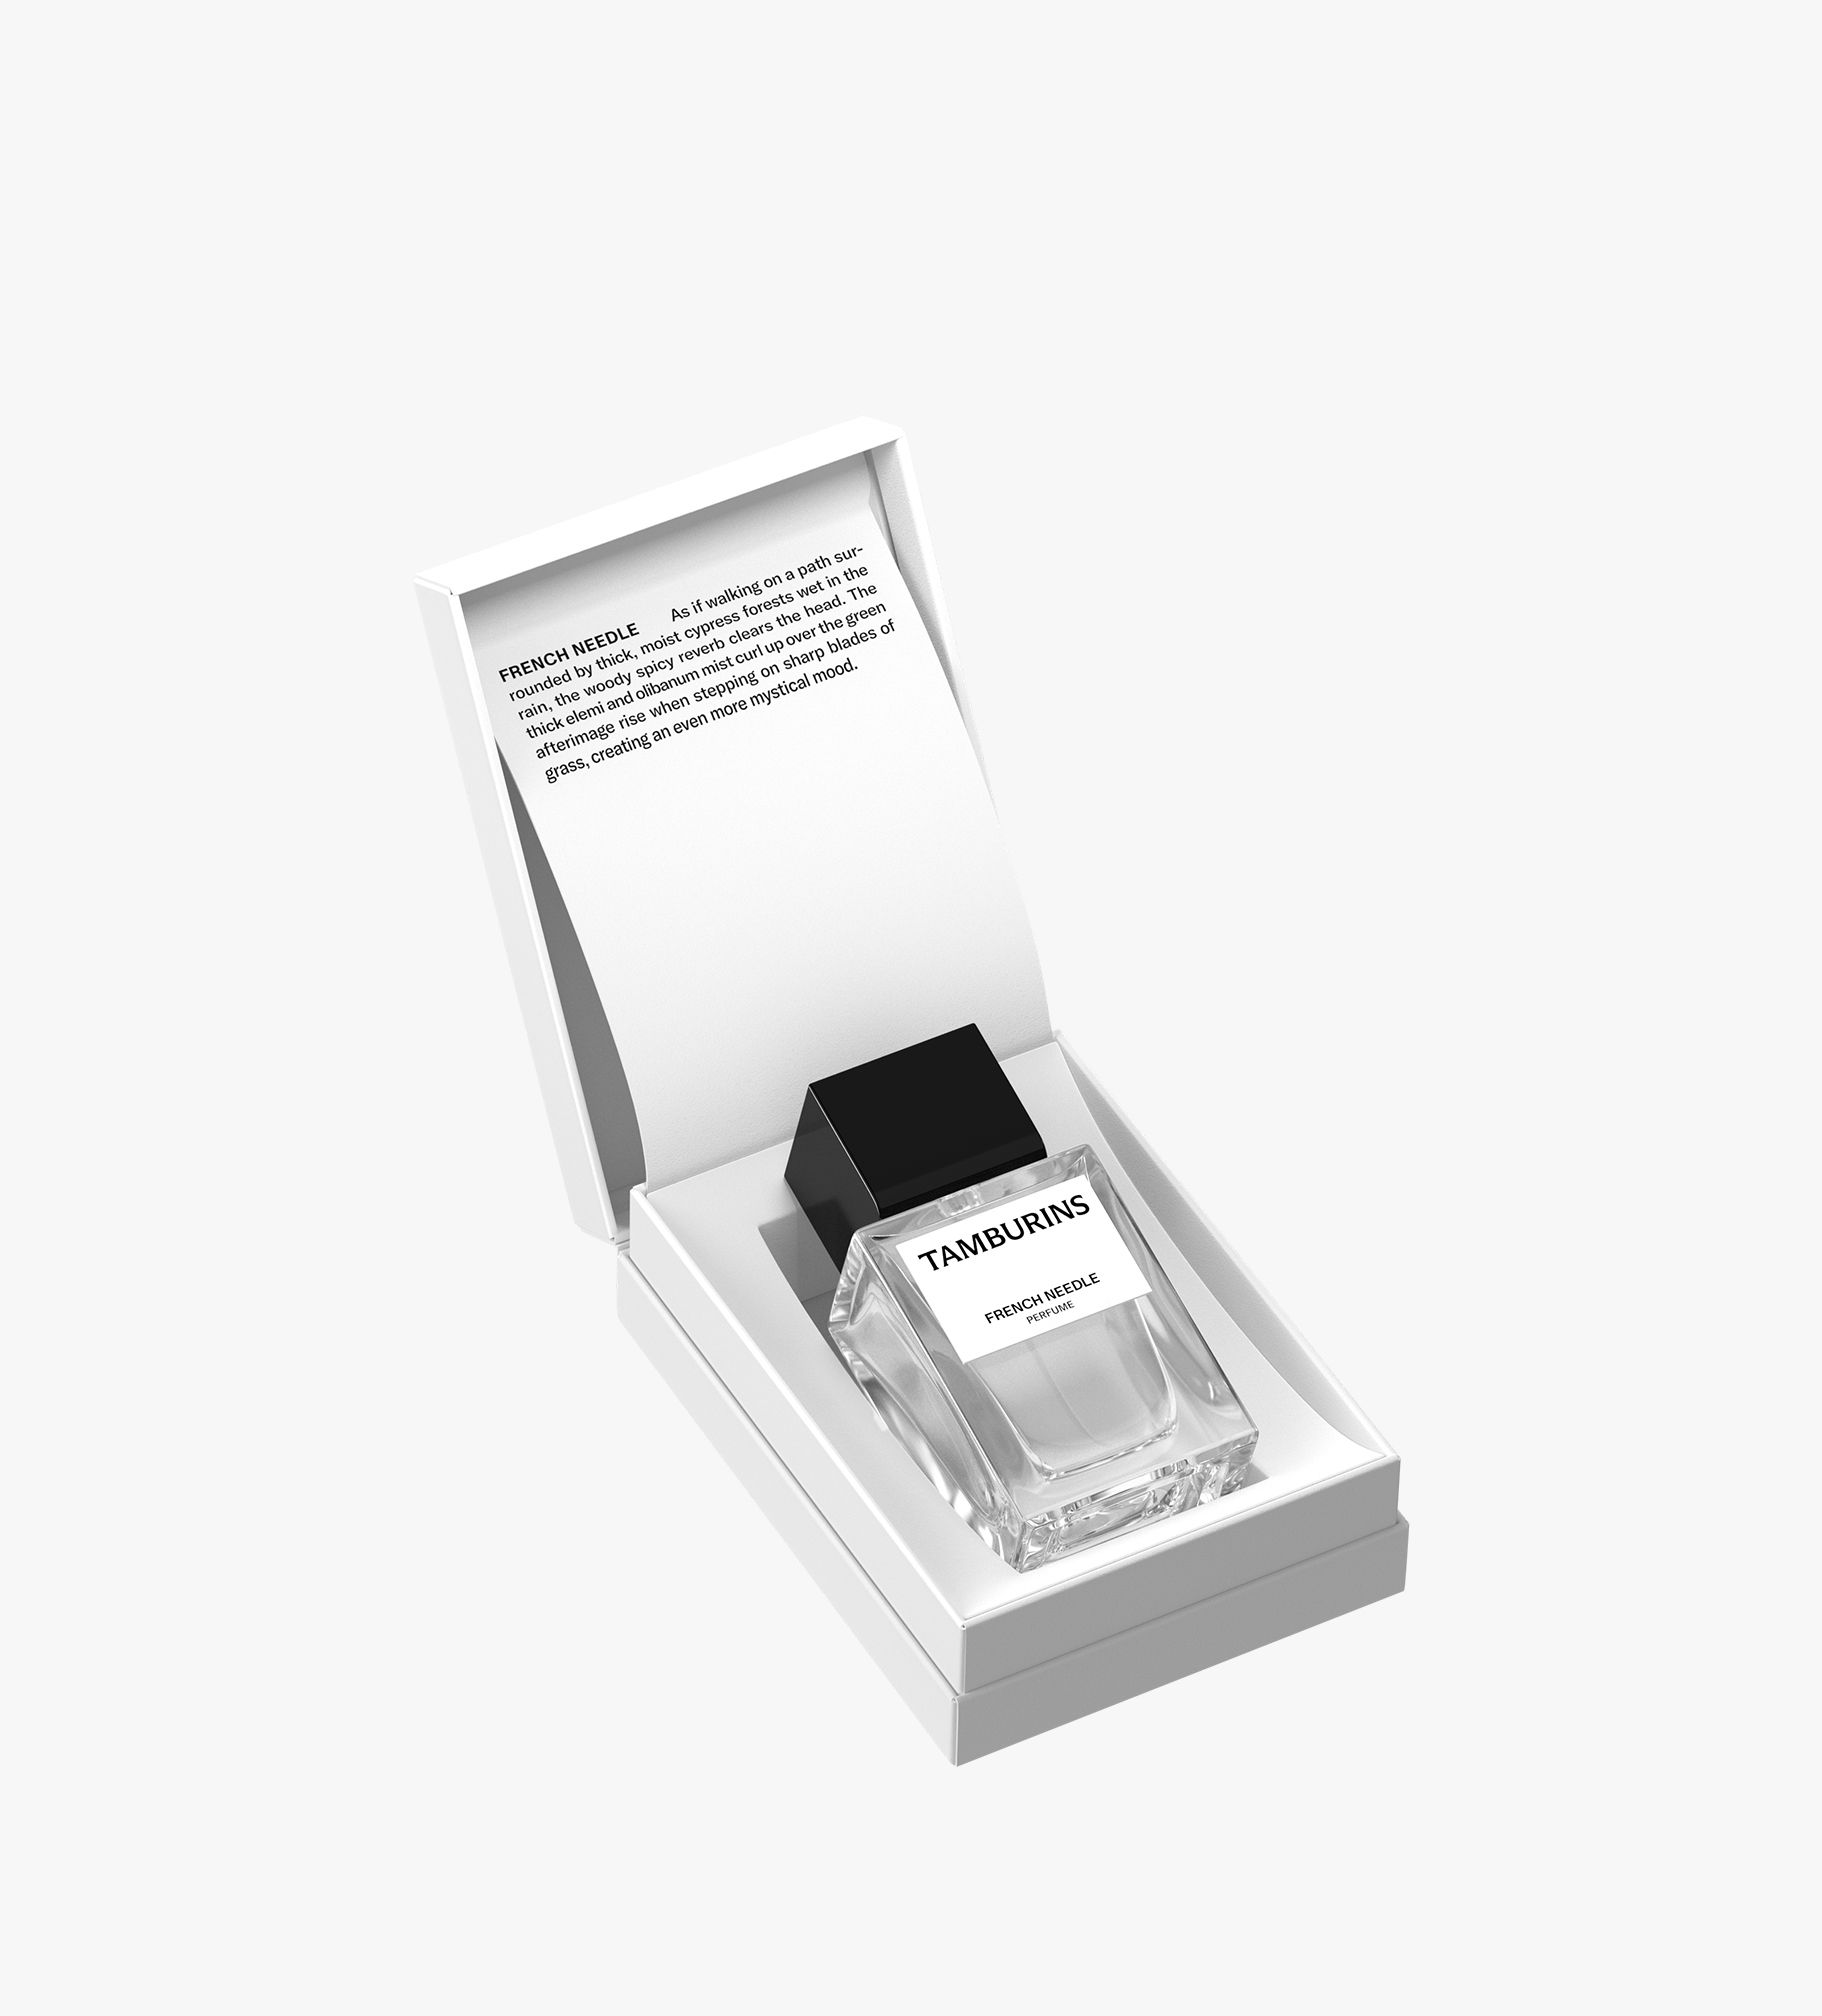 FRENCH NEEDLE As if walking on a path sur-
rounded by thick, moist cypress forests wet in the
rain, the woody spicy reverb clears the head. The
thick elemi and olibanum mist curl up over the green
afterimage rise when stepping on sharp blades of
grass, creating an even more mystical mood.
TAMBURINS
FRENCH NEEDLE
PERFUME